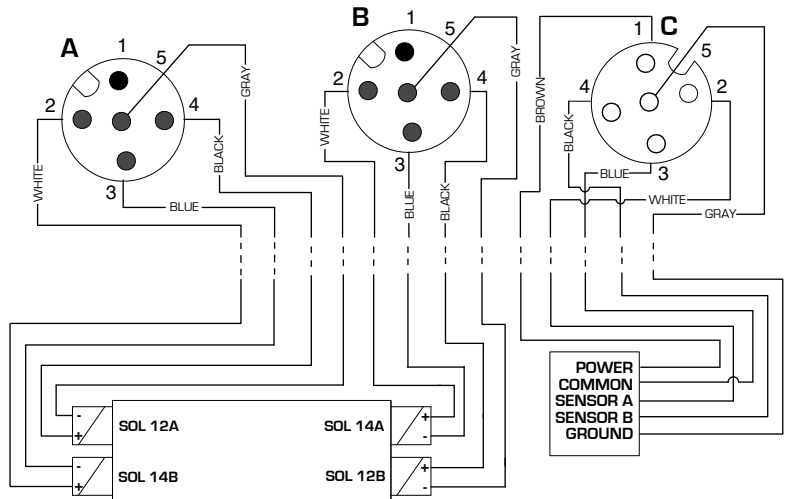 A
1
5
2
4
3
WHITE
BLUE
BLACK
GRAY
B
1
5
2
4
3
WHITE
BLUE
BLACK
GRAY
C
1
5
4
2
3
BROWN
BLACK
BLUE
WHITE
GRAY
-
+
SOL 12A
-
+
SOL 14B
SOL 14A
+
-
SOL 12B
+
-
POWER
COMMON
SENSOR A
SENSOR B
GROUND